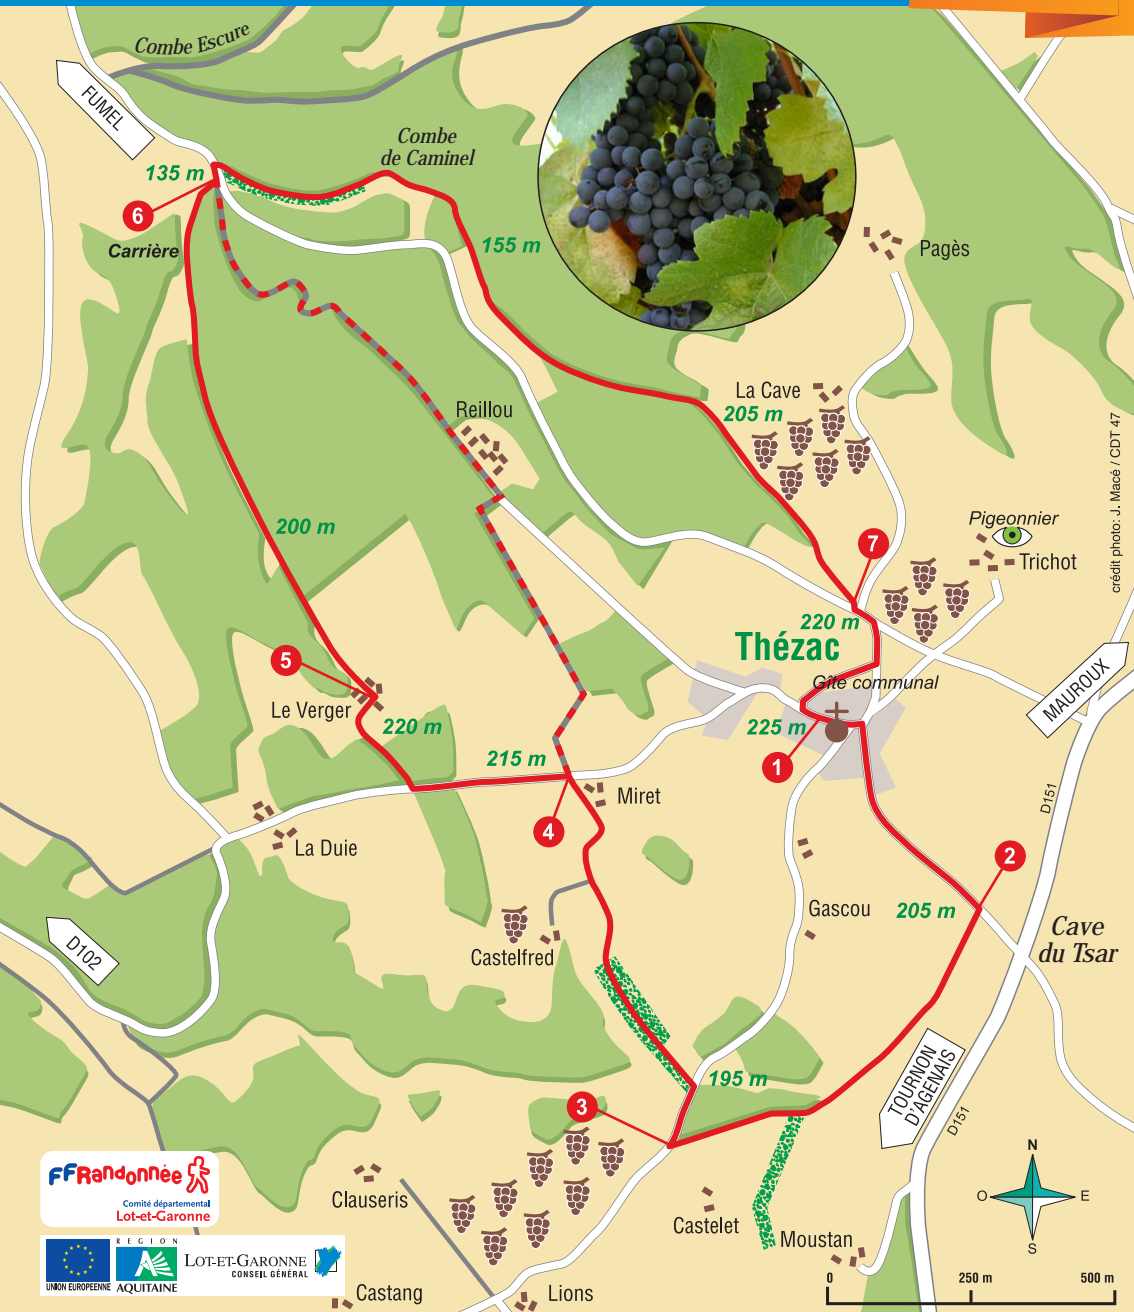 Combe Escure
FUMEL
Combe
de Caminel
135 m
6
Carrière
155 m
Pagès
La Cave
205 m
Reillou
crédit photo: J. Macé / CDT 47
200 m
Pigeonnier
Trichot
7
220 m
Thézac
Gîte communal
5
Le Verger
220 m
225 m
1
MAUROUX
215 m
Miret
D151
4
La Duie
2
205 m
Gascou
Cave
du Tsar
Castelfred
D102
195 m
3
TOURNON
D'AGENAIS
D151
N
O
E
S
FFRandonnée
Comité départemental
Lot-et-Garonne
Clauseris
Castelet
Moustan
UNION EUROPEENNE
REGION
AQUITAINE
LOT-ET-GARONNE
CONSEIL GÉNÉRAL
Castang
Lions
0
250 m
500 m